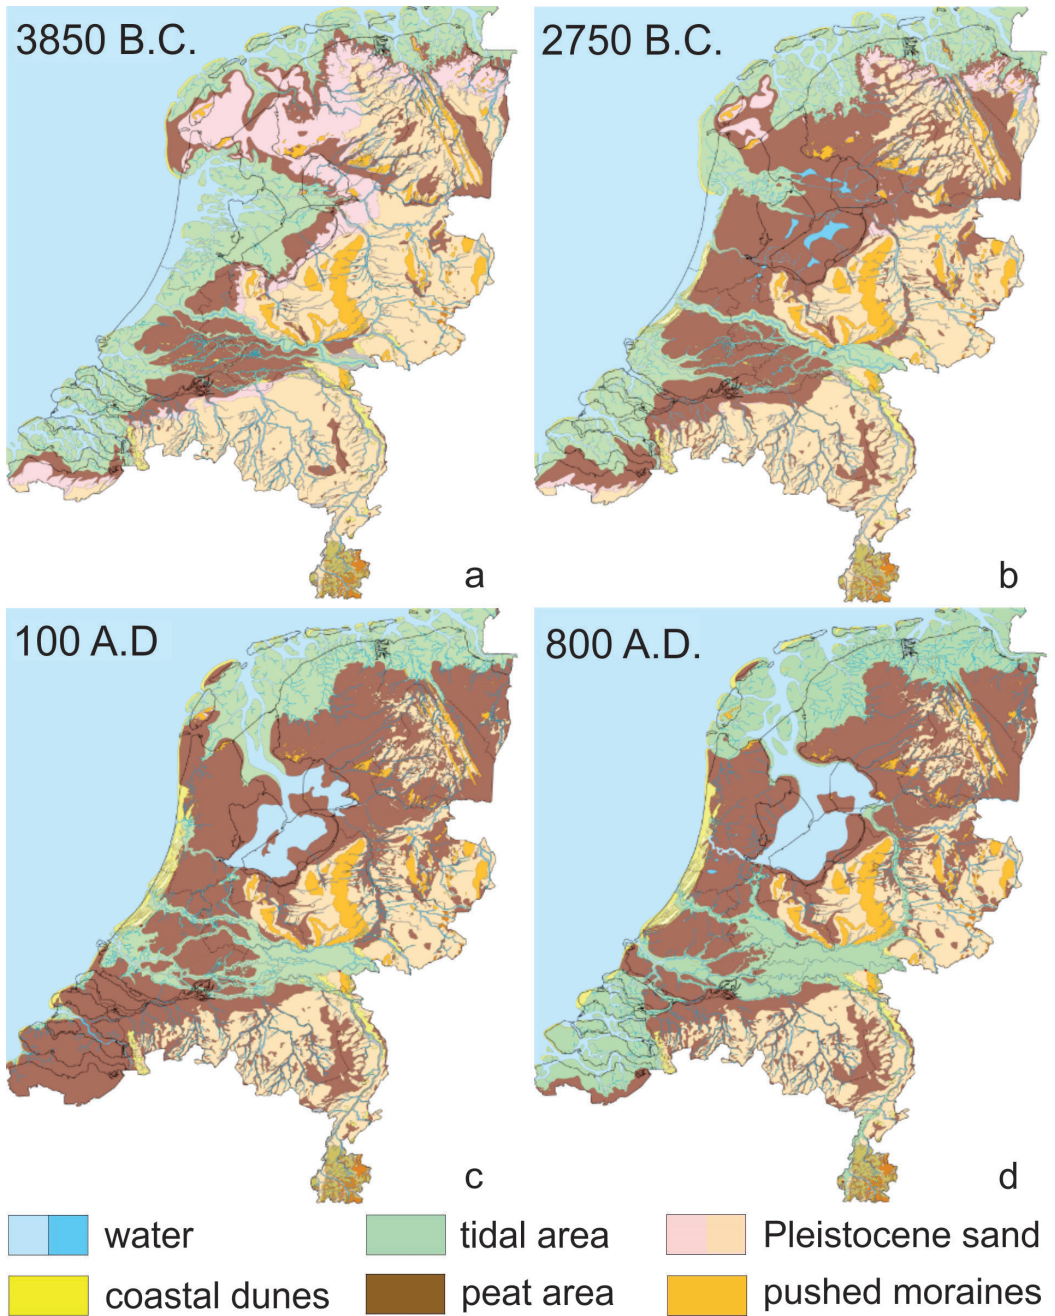 3850 B.C.
2750 B.C.
a
b
100 A.D
800 A.D.
c
d
water
tidal area
Pleistocene sand
coastal dunes
peat area
pushed moraines